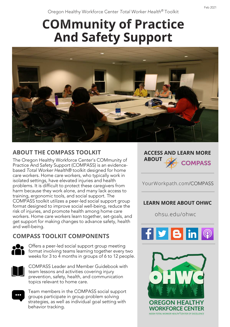 Feb 2021
Oregon Healthy Workforce Center Total Worker Health® Toolkit
COMmunity of Practice
And Safety Support
ABOUT THE COMPASS TOOLKIT
The Oregon Healthy Workforce Center's COMmunity of
Practice And Safety Support (COMPASS) is an evidence-
based Total Worker Health® toolkit designed for home
care workers. Home care workers, who typically work in
isolated settings, have elevated injuries and health
problems. It is difficult to protect these caregivers from
harm because they work alone, and many lack access to
training, ergonomic tools, and social support. The
COMPASS toolkit utilizes a peer-led social support group
format designed to improve social well-being, reduce the
risk of injuries, and promote health among home care
workers. Home care workers learn together, set goals, and
get support for making changes to advance safety, health
and well-being.
COMPASS TOOLKIT COMPONENTS
Offers a peer-led social support group meeting
format involving teams learning together every two
weeks for 3 to 4 months in groups of 6 to 12 people.
COMPASS Leader and Member Guidebook with
team lessons and activities covering injury
prevention, safety, health, and communication
topics relevant to home care.
Team members in the COMPASS social support
groups participate in group problem solving
strategies, as well as individual goal setting with
behavior tracking.
ACCESS AND LEARN MORE
ABOUT
COMPASS
YourWorkpath.com/COMPASS
LEARN MORE ABOUT OHWC
ohsu.edu/ohwc
OHWC
OREGON HEALTHY
WORKFORCE CENTER